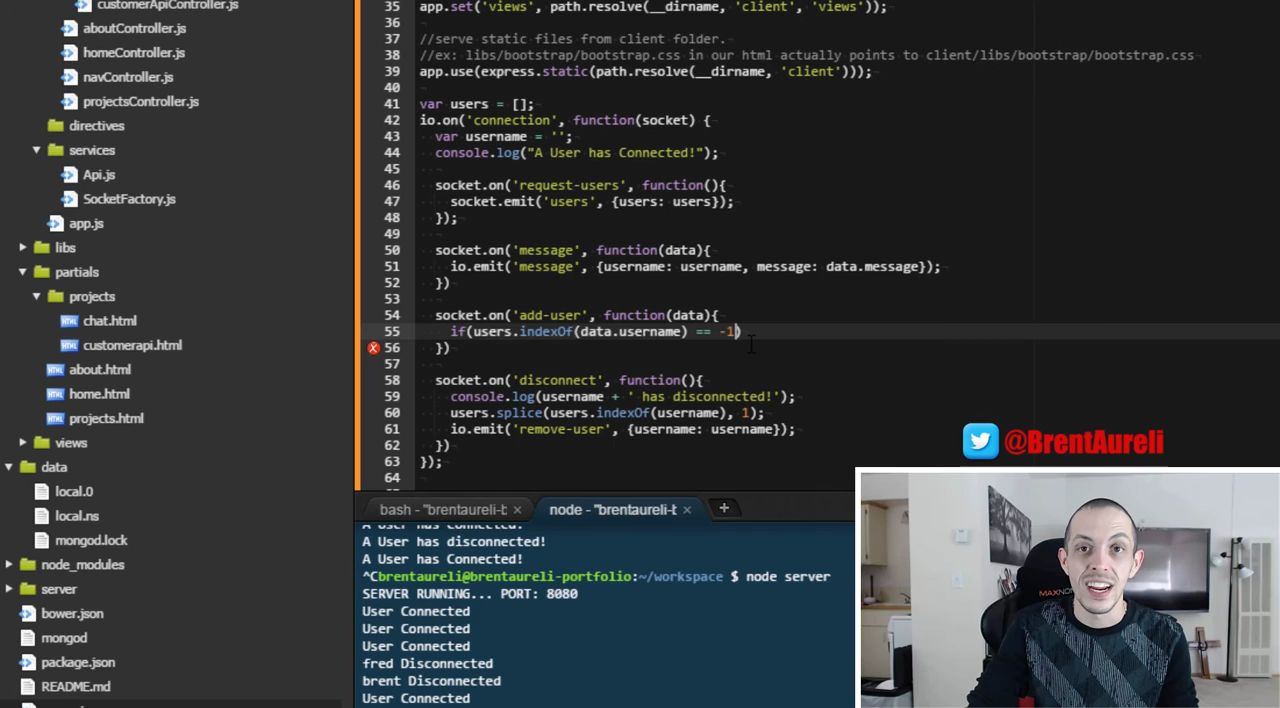 customerApiController.js
aboutController.js
homeController.js
navController.js
projectsController.js
directives
services
Api.js
SocketFactory.js
app.js
libs
partials
projects
chat.html
customerapi.html
about.html
home.html
projects.html
views
data
local.0
local.ns
mongod.lock
node_modules
server
bower.json
mongod
package.json
README.md
35 app.set('views', path.resolve(__dirname, 'client', 'views'));
36
37 //serve static files from client folder.
38 //ex: libs/bootstrap/bootstrap.css in our html actually points to client/libs/bootstrap/bootstrap.css
39 app.use(express.static(path.resolve(__dirname, 'client')));
40
41 var users = [];
42 io.on('connection', function(socket) {
43 var username = '';
44 console.log("A User has Connected!");
45
46 socket.on('request-users', function(){
47 socket.emit('users', {users: users});
48 });
49
50 socket.on('message', function(data){
51 io.emit('message', {username: username, message: data.message});
52 })
53
54 socket.on('add-user', function(data){
55 if(users.indexOf(data.username) == -1)
56 })
57
58 socket.on('disconnect', function(){
59 console.log(username + ' has disconnected!');
60 users.splice(users.indexOf(username), 1);
61 io.emit('remove-user', {username: username});
62 })
63 });
64
@BrentAureli
bash - "brentaureli-b × node - "brentaureli-b × +
A User has Connected!
A User has disconnected!
A User has Connected!
^Cbrentaureli@brentaureli-portfolio:~/workspace $ node server
SERVER RUNNING... PORT: 8080
User Connected
User Connected
User Connected
fred Disconnected
brent Disconnected
User Connected
MAXNO